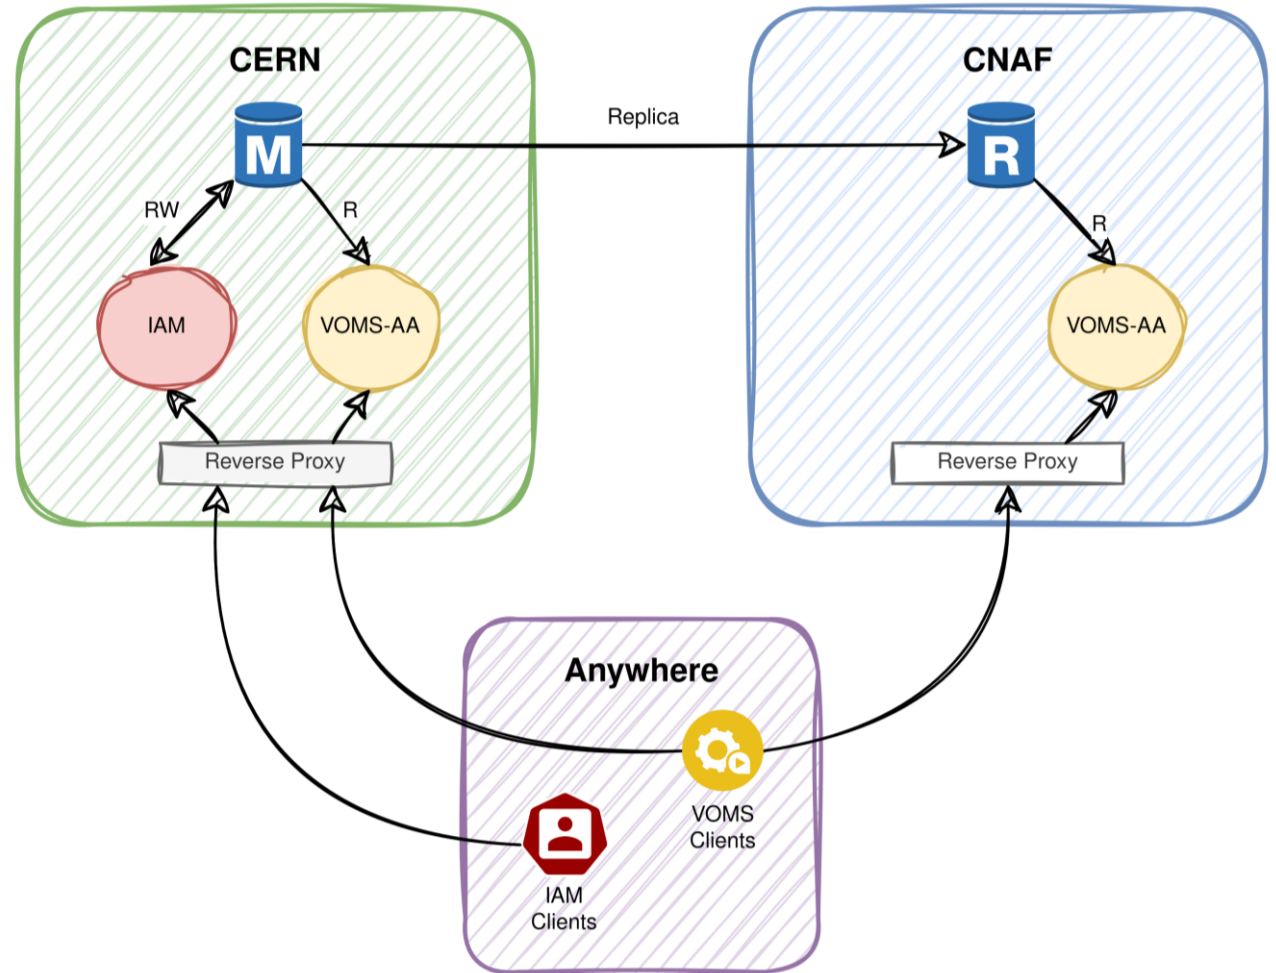 CERN
CNAF
Replica
M
R
RW
R
R
IAM
VOMS-AA
VOMS-AA
Reverse Proxy
Reverse Proxy
Anywhere
VOMS
Clients
IAM
Clients